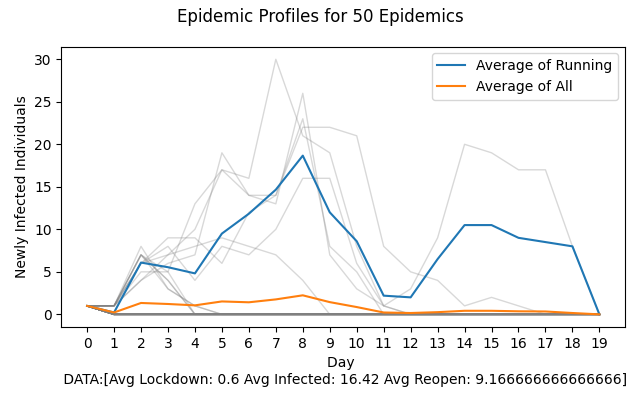 Epidemic Profiles for 50 Epidemics
Newly Infected Individuals
30
25
20
15
10
5
0
Average of Running
Average of All
0 1 2 3 4 5 6 7 8 9 10 11 12 13 14 15 16 17 18 19
Day
DATA:[Avg Lockdown: 0.6 Avg Infected: 16.42 Avg Reopen: 9.166666666666666]